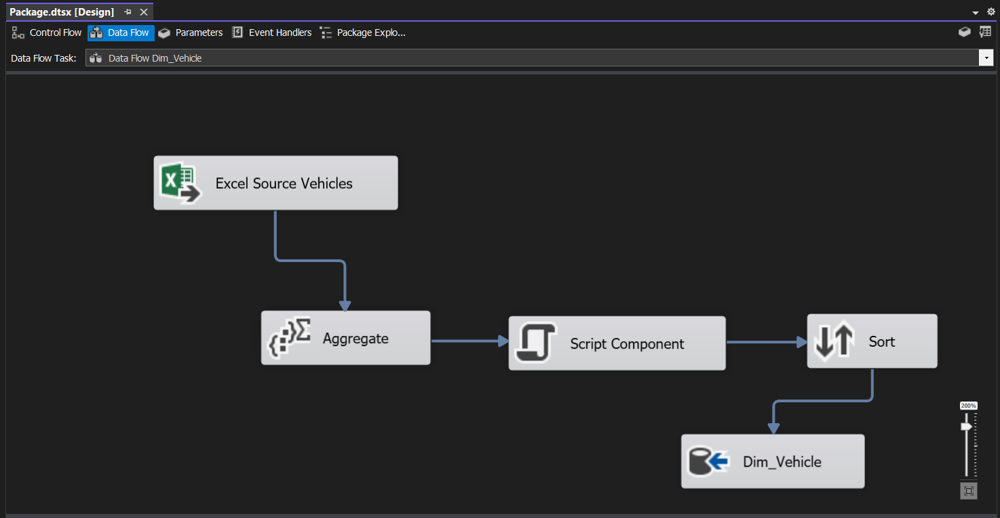 Package.dtsx [Design]
Control Flow Data Flow Parameters Event Handlers Package Explo...
Data Flow Task: Data Flow Dim_Vehicle
Excel Source Vehicles
Aggregate
Script Component
Sort
200%
Dim_Vehicle